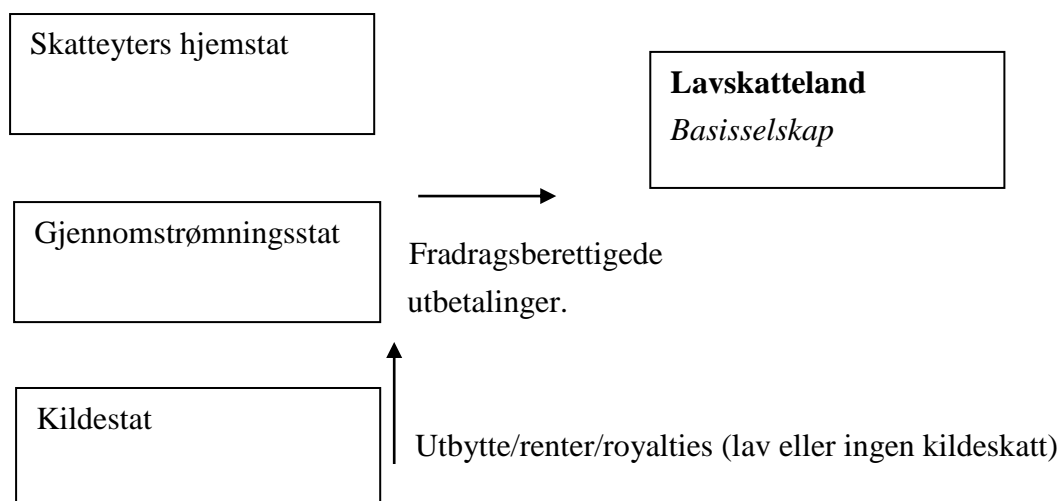 Skatteyters hjemstat
Lavskatteland
Basisselskap
Gjennomstrømningsstat
Fradragsberettigede
utbetalinger.
Kildestat
Utbytte/renter/royalties (lav eller ingen kildeskatt)